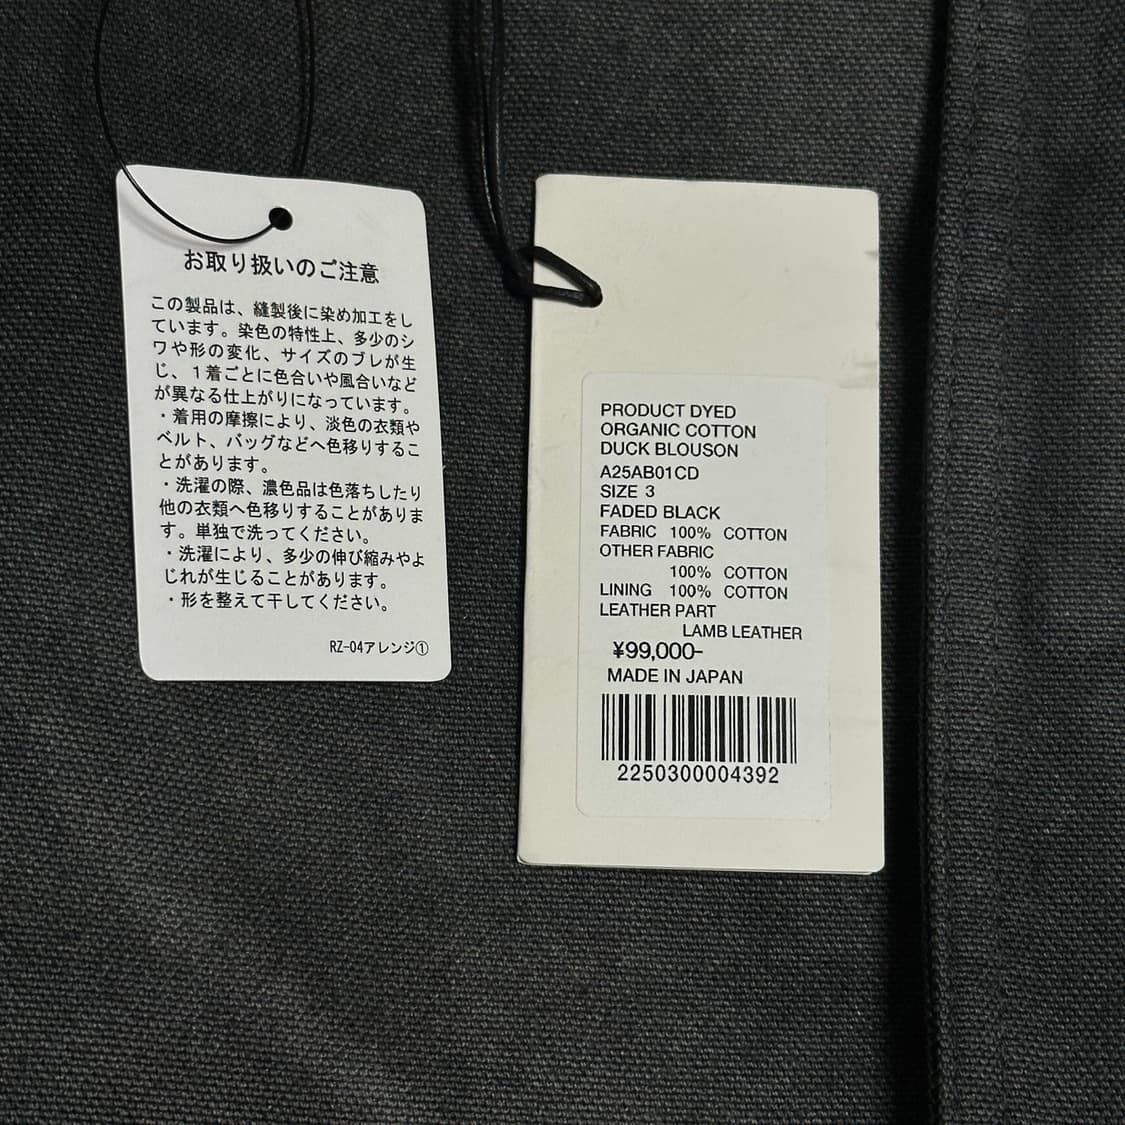 お取り扱いのご注意
この製品は、縫製後に染め加工をし
ています。染色の特性上、多少のシ
ワや形の変化、サイズのブレが生
じ、1着ごとに色合いや風合いなど
が異なる仕上がりになっています。
・着用の摩擦により、淡色の衣類や
ベルト、バッグなどへ色移りするこ
とがあります。
・洗濯の際、濃色品は色落ちしたり
他の衣類へ色移りすることがありま
す。単独で洗ってください。
・洗濯により、多少の伸び縮みやよ
じれが生じることがあります。
・形を整えて干してください。
RZ-04アレンジ①
PRODUCT DYED
ORGANIC COTTON
DUCK BLOUSON
A25AB01CD
SIZE 3
FADED BLACK
FABRIC 100% COTTON
OTHER FABRIC
100% COTTON
LINING 100% COTTON
LEATHER PART
LAMB LEATHER
¥99,000-
MADE IN JAPAN
2250300004392